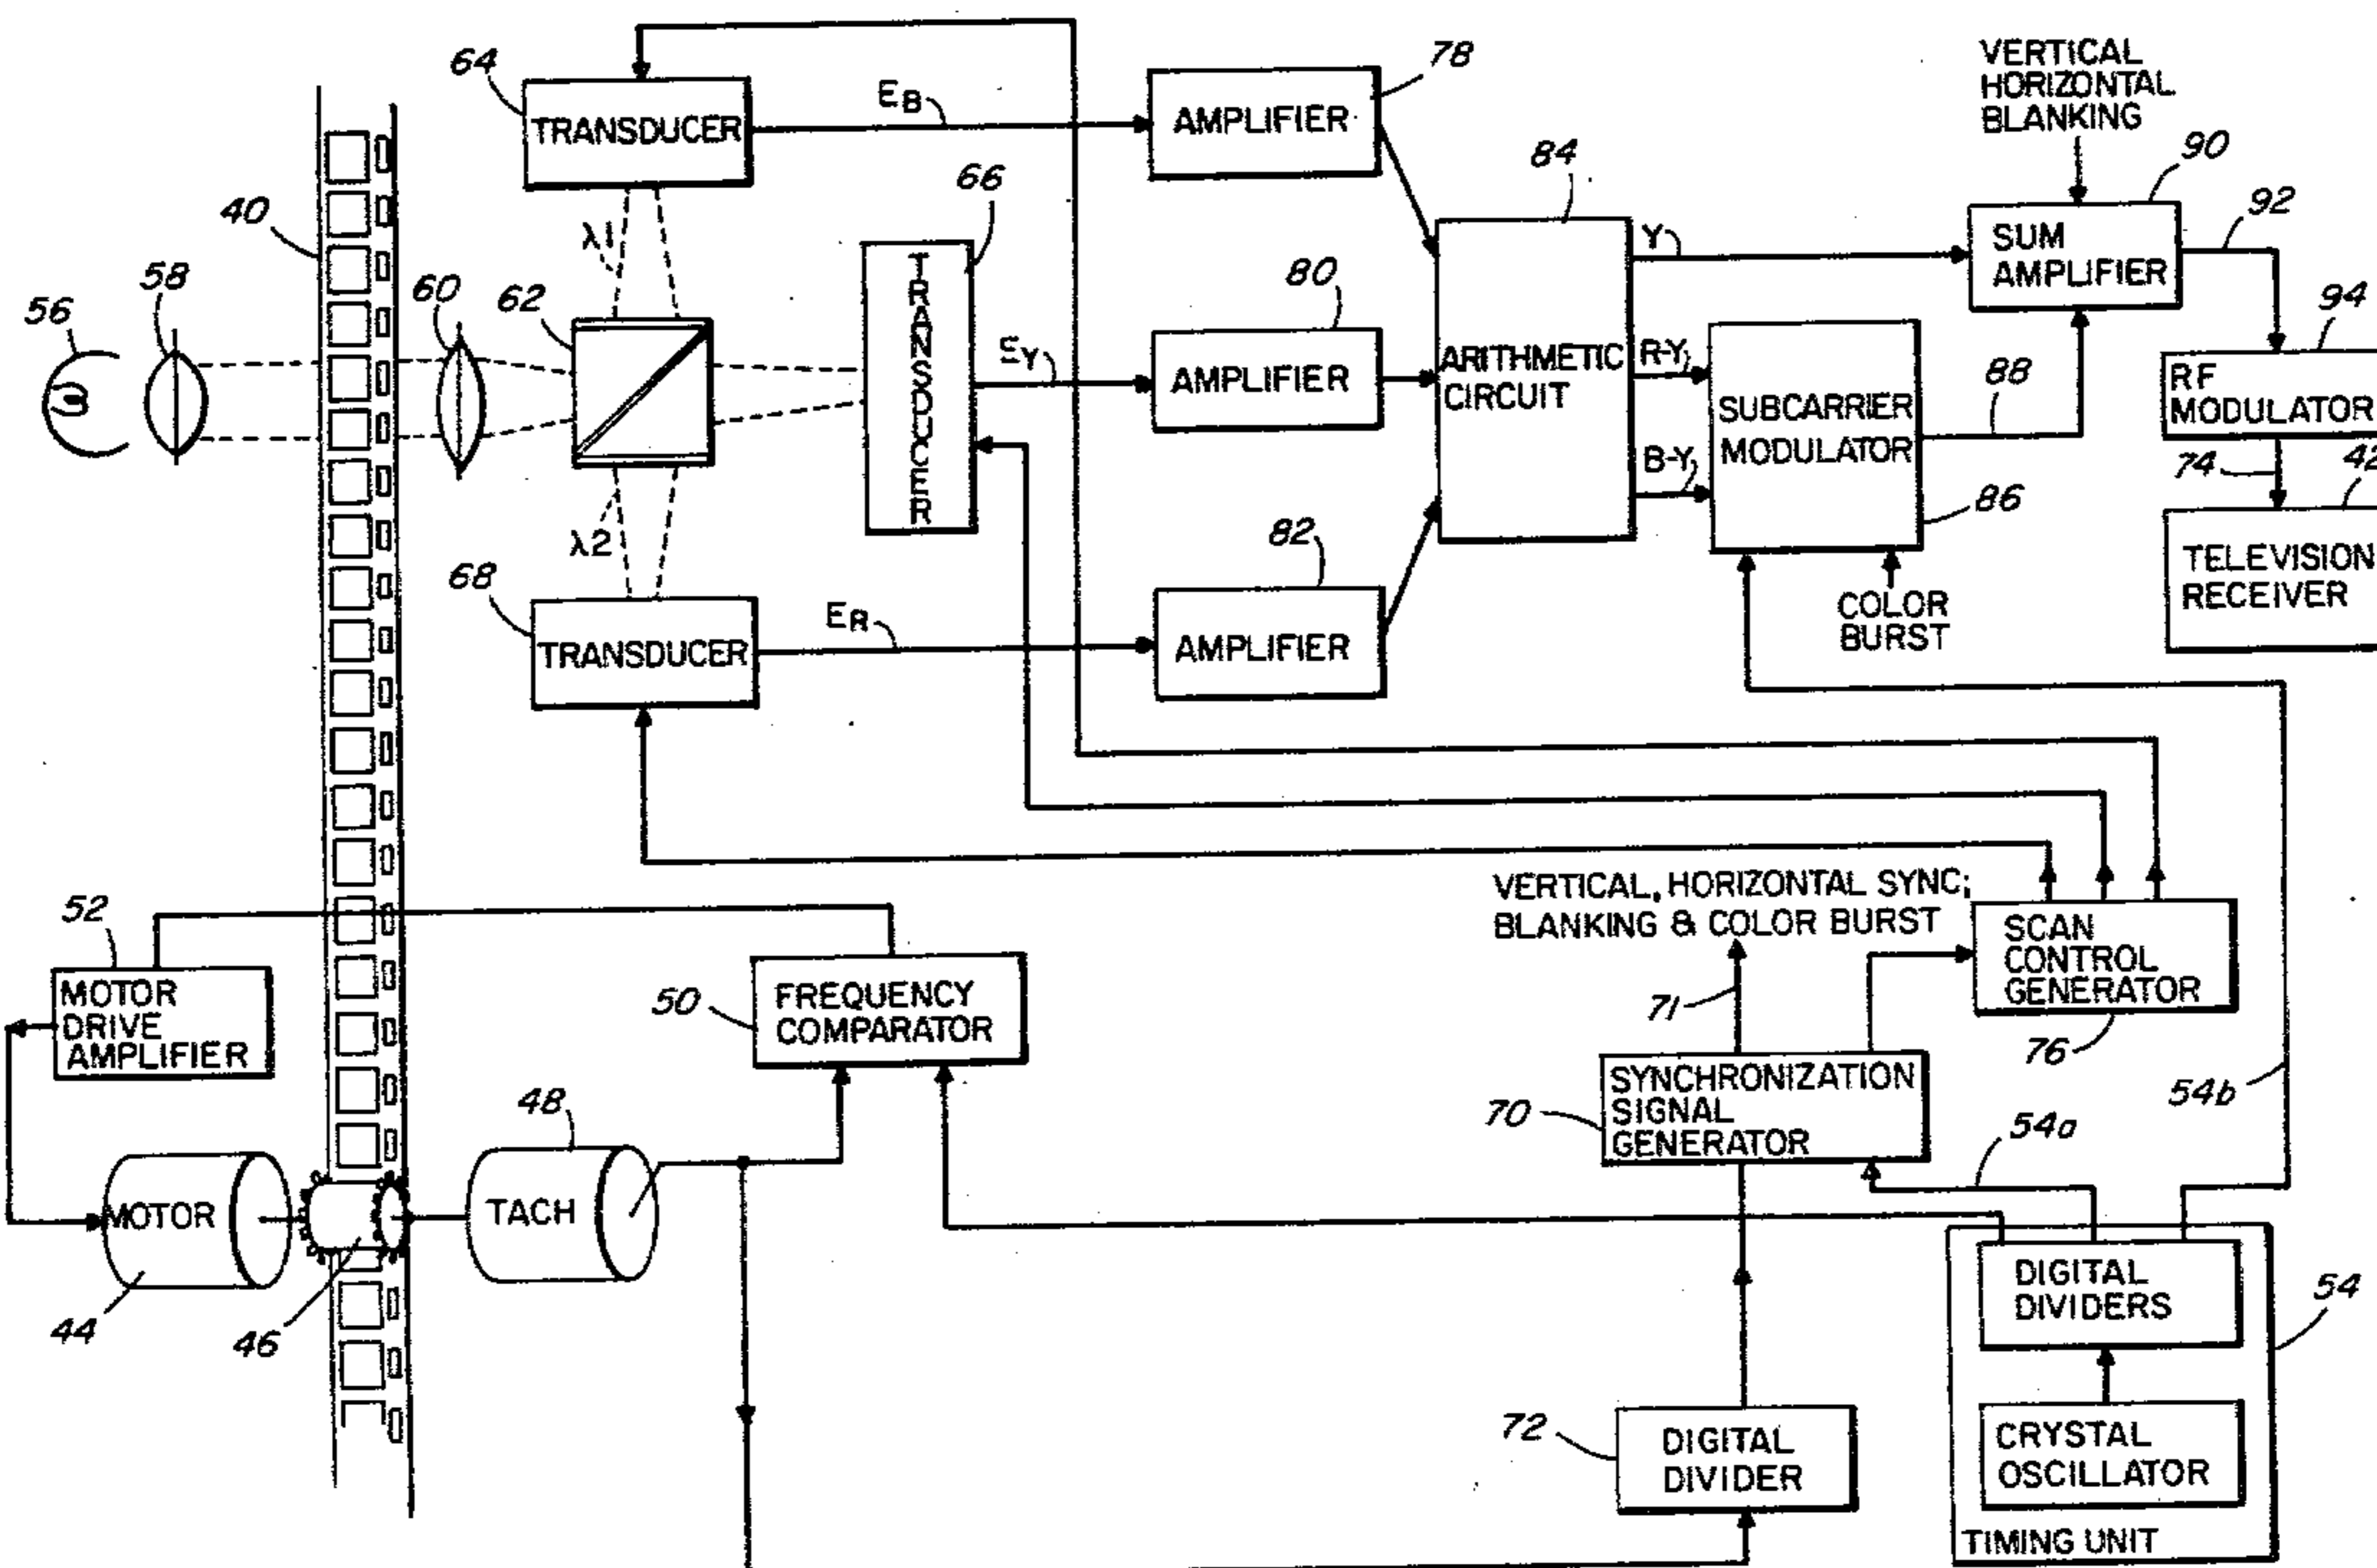 64
TRANSDUCER
EB
AMPLIFIER
78
VERTICAL
HORIZONTAL
BLANKING
90
SUM
AMPLIFIER
92
40
λ1
66
TRANSDUCER
84
Y
56
58
60
62
EY
80
AMPLIFIER
ARITHMETIC
CIRCUIT
R-Y
B-Y
SUBCARRIER
MODULATOR
88
86
94
RF
MODULATOR
74
42
TELEVISION
RECEIVER
λ2
68
TRANSDUCER
ER
82
AMPLIFIER
COLOR
BURST
52
MOTOR
DRIVE
AMPLIFIER
50
FREQUENCY
COMPARATOR
VERTICAL, HORIZONTAL SYNC;
BLANKING & COLOR BURST
71
SCAN
CONTROL
GENERATOR
76
54b
70
SYNCHRONIZATION
SIGNAL
GENERATOR
54a
48
MOTOR
TACH
44
46
DIGITAL
DIVIDERS
54
72
DIGITAL
DIVIDER
CRYSTAL
OSCILLATOR
TIMING UNIT